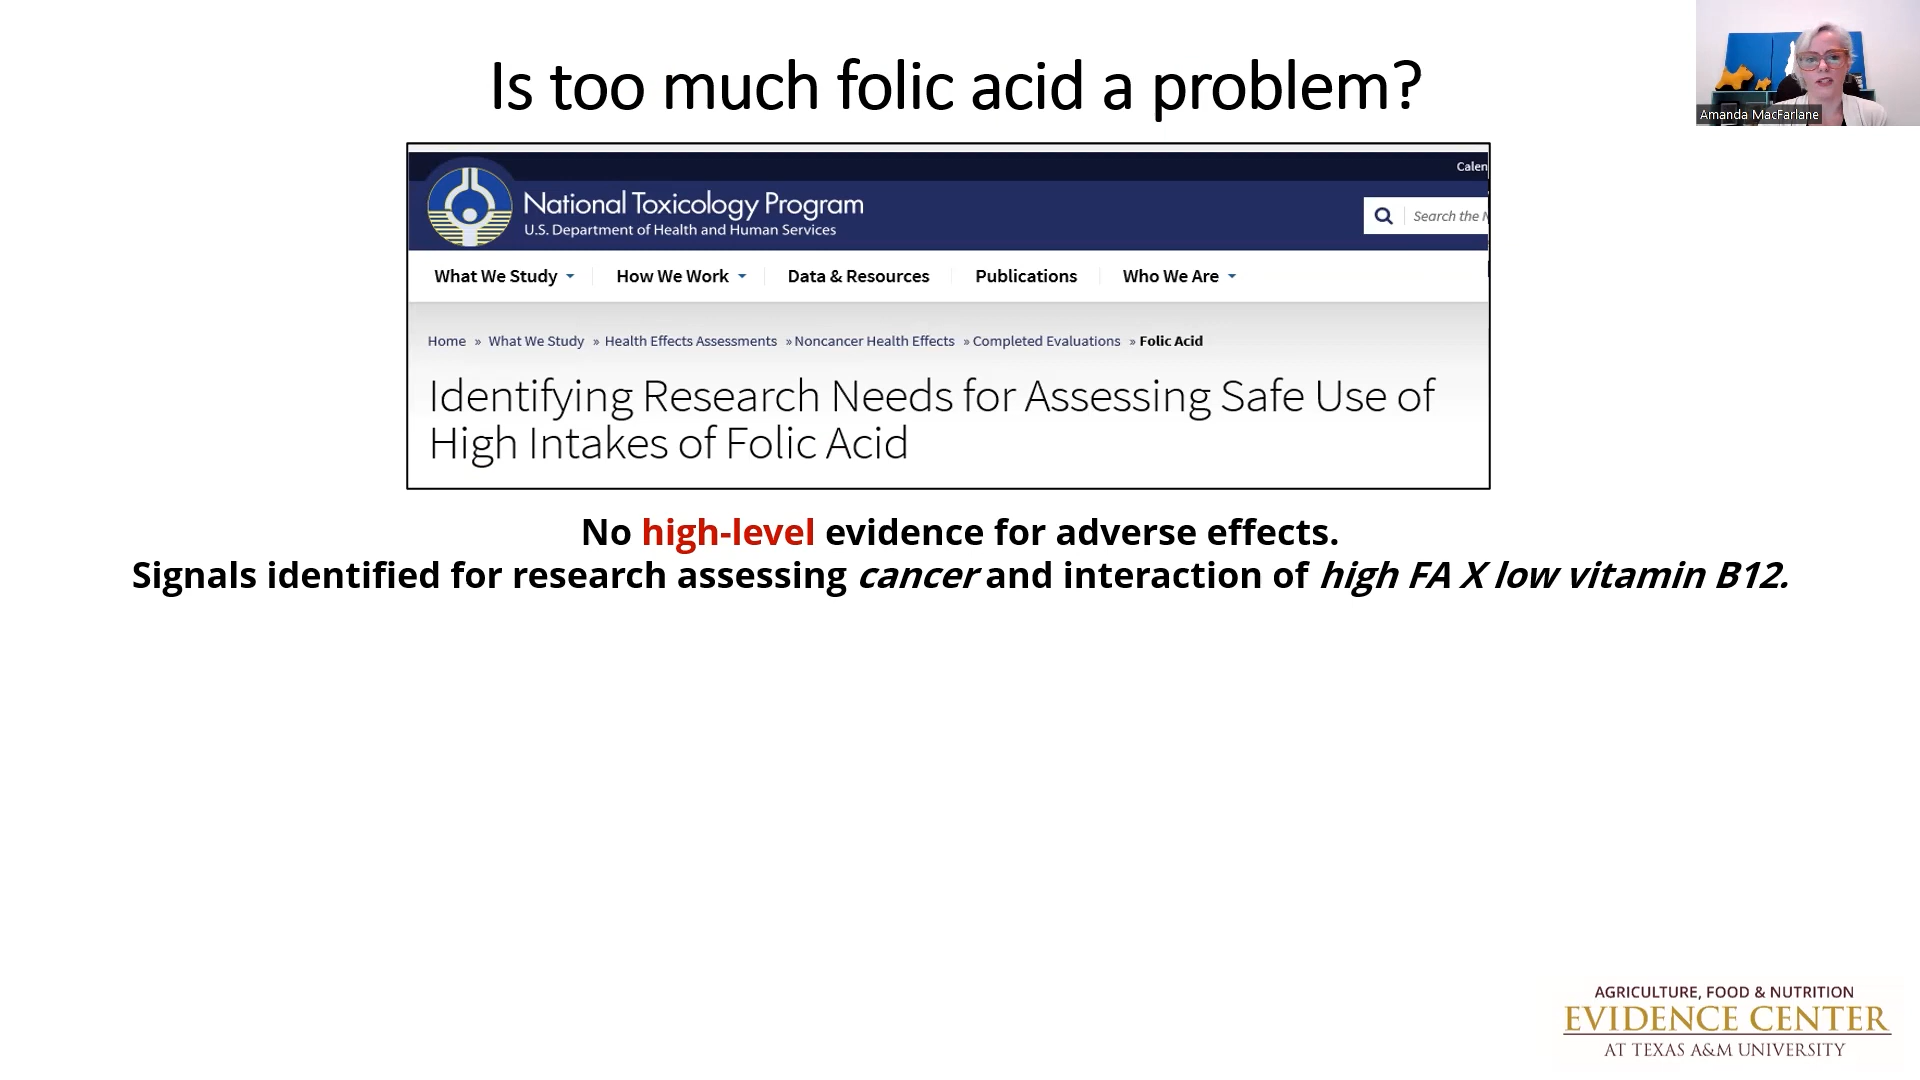 Is too much folic acid a problem?
Amanda MacFarlane
Calen
National Toxicology Program
U.S. Department of Health and Human Services
Search the N
What We Study
How We Work
Data & Resources
Publications
Who We Are
Home » What We Study » Health Effects Assessments » Noncancer Health Effects » Completed Evaluations » Folic Acid
Identifying Research Needs for Assessing Safe Use of
High Intakes of Folic Acid
No high-level evidence for adverse effects.
Signals identified for research assessing cancer and interaction of high FA X low vitamin B12.
AGRICULTURE, FOOD & NUTRITION
EVIDENCE CENTER
AT TEXAS A&M UNIVERSITY